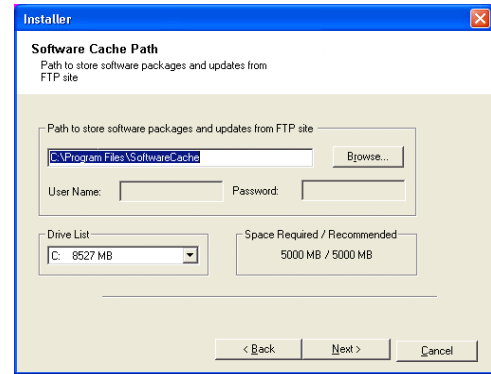 Installer
Software Cache Path
Path to store software packages and updates from
FTP site
Path to store software packages and updates from FTP site
C:\Program Files\SoftwareCache
Browse...
User Name:
Password:
Drive List
Space Required / Recommended
C: 8527 MB
5000 MB / 5000 MB
< Back
Next >
Cancel